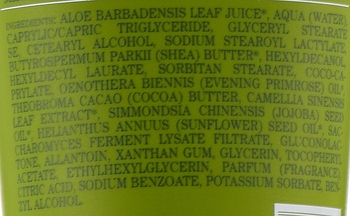 INGREDIENTS: ALOE BARBADENSIS LEAF JUICE*, AQUA (WATER),
CAPRYLIC/CAPRIC TRIGLYCERIDE, GLYCERYL STEARATE
SE, CETEARYL ALCOHOL, SODIUM STEAROYL LACTYLATE,
BUTYROSPERMUM PARKII (SHEA) BUTTER*, HEXYLDECANOL,
HEXYLDECYL LAURATE, SORBITAN STEARATE, COCO-CA-
PRYLATE, OENOTHERA BIENNIS (EVENING PRIMROSE) OIL*,
THEOBROMA CACAO (COCOA) BUTTER, CAMELLIA SINENSIS
LEAF EXTRACT*, SIMMONDSIA CHINENSIS (JOJOBA) SEED
OIL*, HELIANTHUS ANNUUS (SUNFLOWER) SEED OIL*, SAC-
CHAROMYCES FERMENT LYSATE FILTRATE, GLUCONOLAC-
TONE, ALLANTOIN, XANTHAN GUM, GLYCERIN, TOCOPHERYL
ACETATE, ETHYLHEXYLGLYCERIN, PARFUM (FRAGRANCE),
CITRIC ACID, SODIUM BENZOATE, POTASSIUM SORBATE, BEN-
ZYL ALCOHOL.